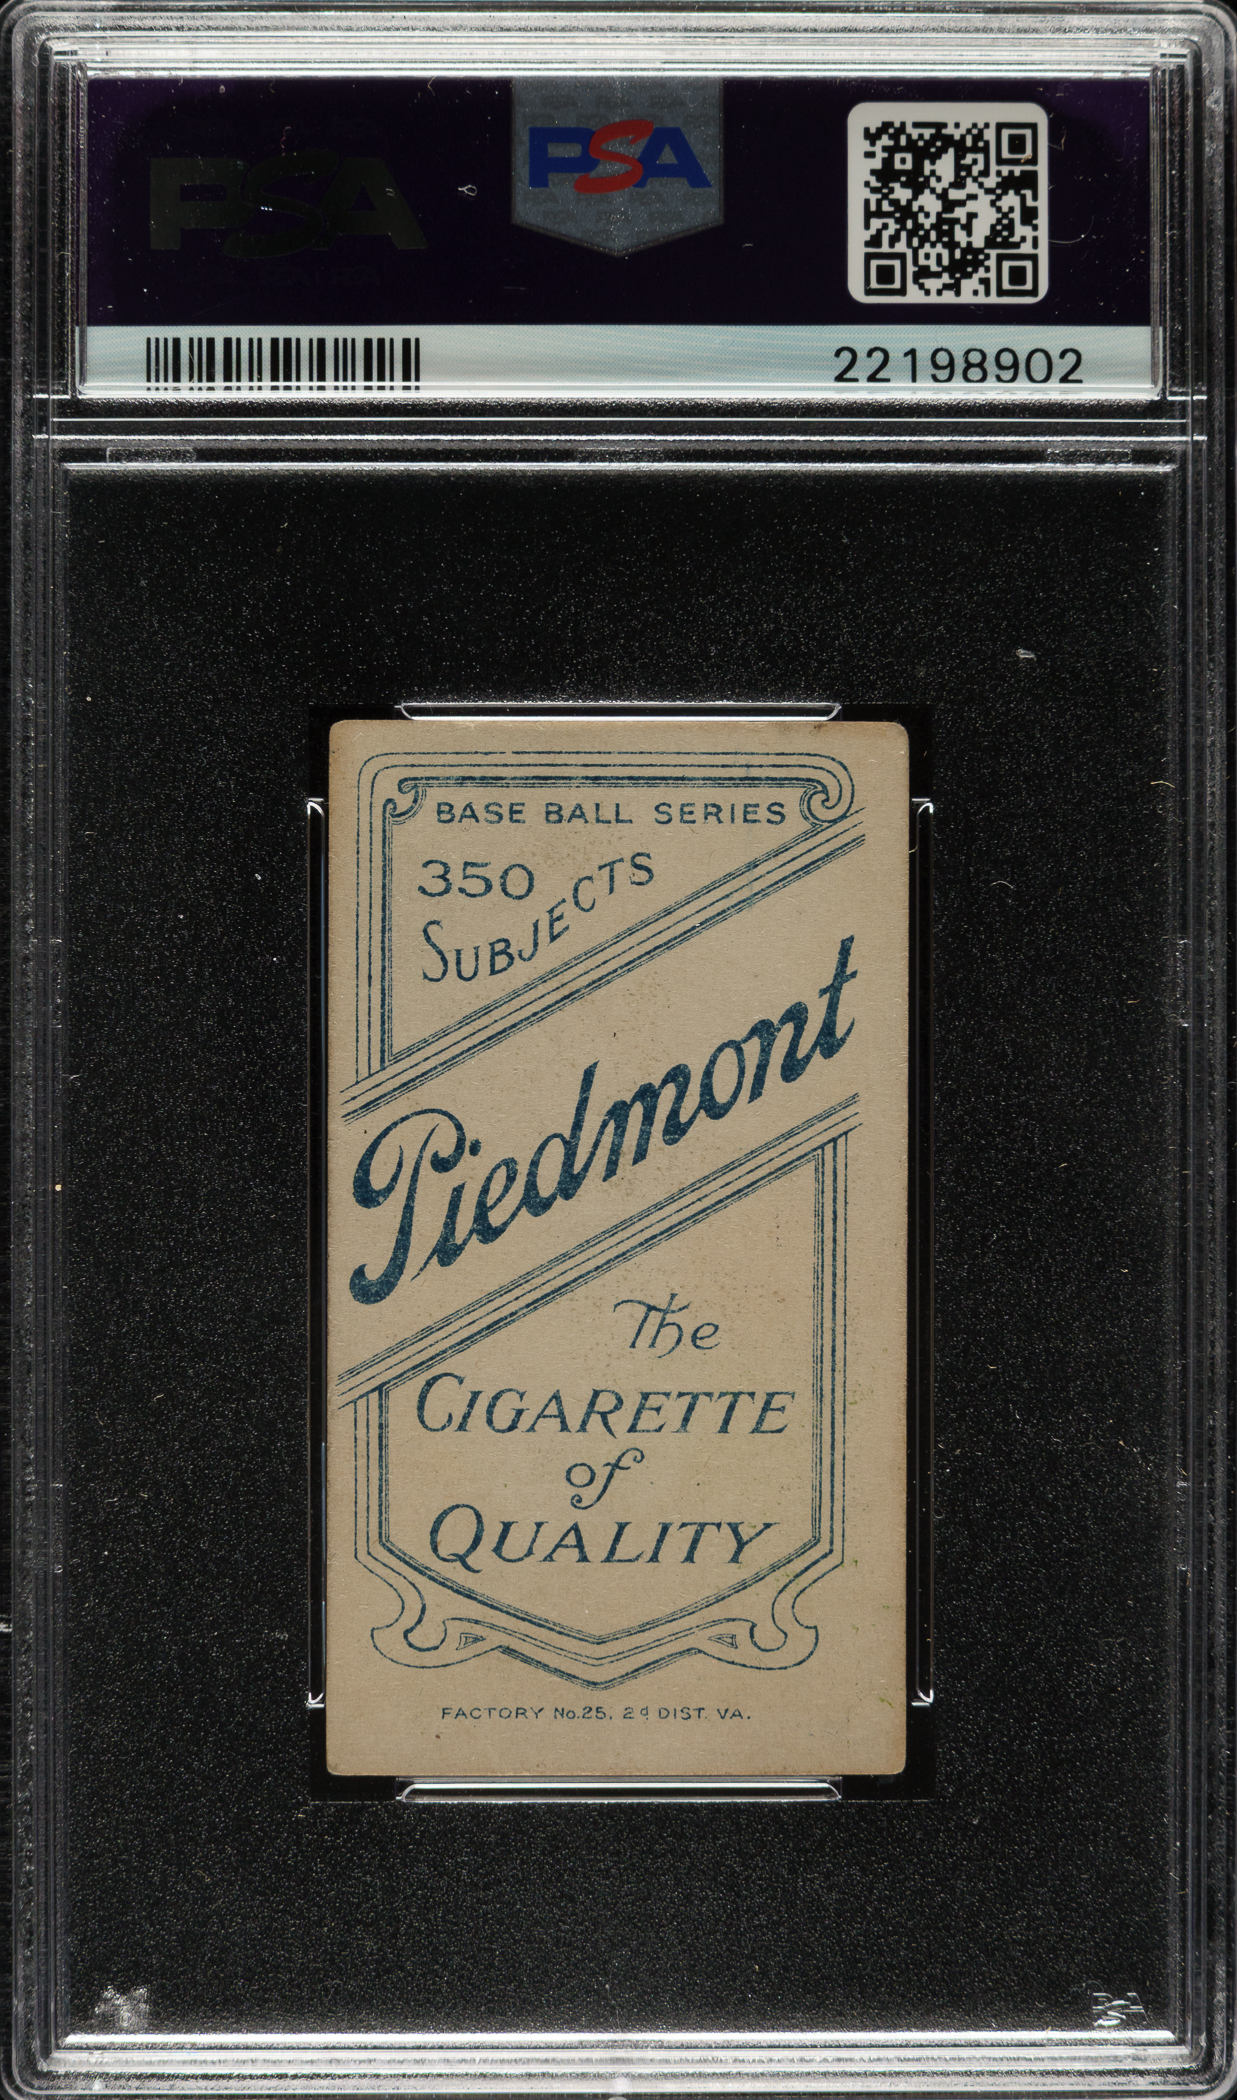 PSA
PSA
22198902
BASE BALL SERIES
350
SUBJECTS
Piedmont
The
CIGARETTE
of
QUALITY
FACTORY No.25, 2d DIST. VA.
PSA